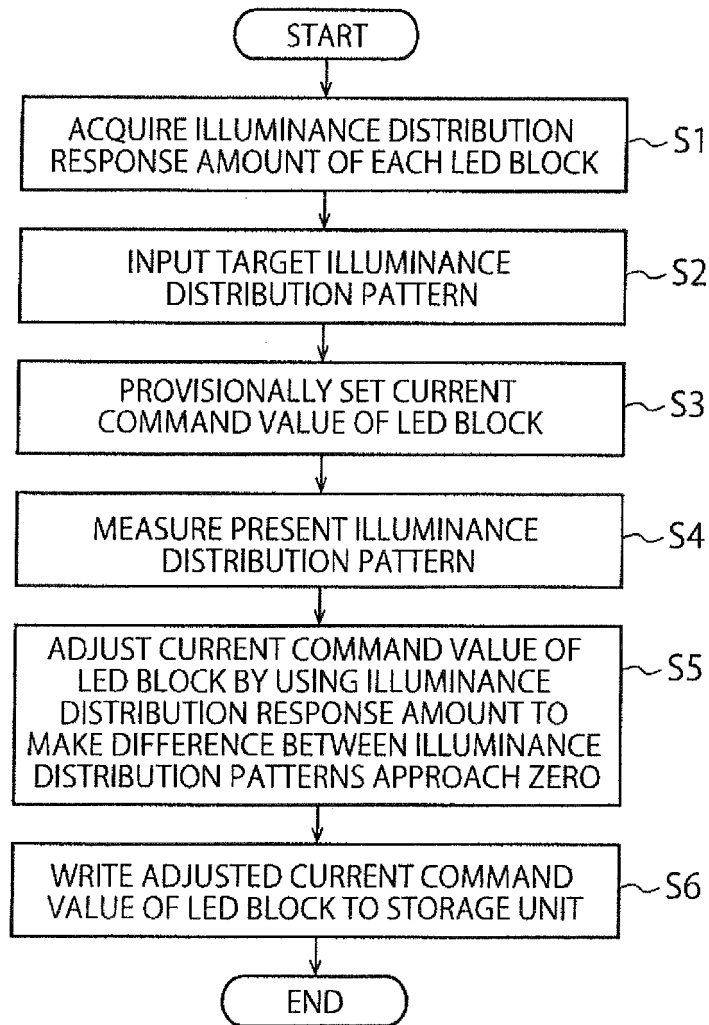 START
ACQUIRE ILLUMINANCE DISTRIBUTION
RESPONSE AMOUNT OF EACH LED BLOCK
S1
INPUT TARGET ILLUMINANCE
DISTRIBUTION PATTERN
S2
PROVISIONALLY SET CURRENT
COMMAND VALUE OF LED BLOCK
S3
MEASURE PRESENT ILLUMINANCE
DISTRIBUTION PATTERN
S4
ADJUST CURRENT COMMAND VALUE OF
LED BLOCK BY USING ILLUMINANCE
DISTRIBUTION RESPONSE AMOUNT TO
MAKE DIFFERENCE BETWEEN ILLUMINANCE
DISTRIBUTION PATTERNS APPROACH ZERO
S5
WRITE ADJUSTED CURRENT COMMAND
VALUE OF LED BLOCK TO STORAGE UNIT
S6
END